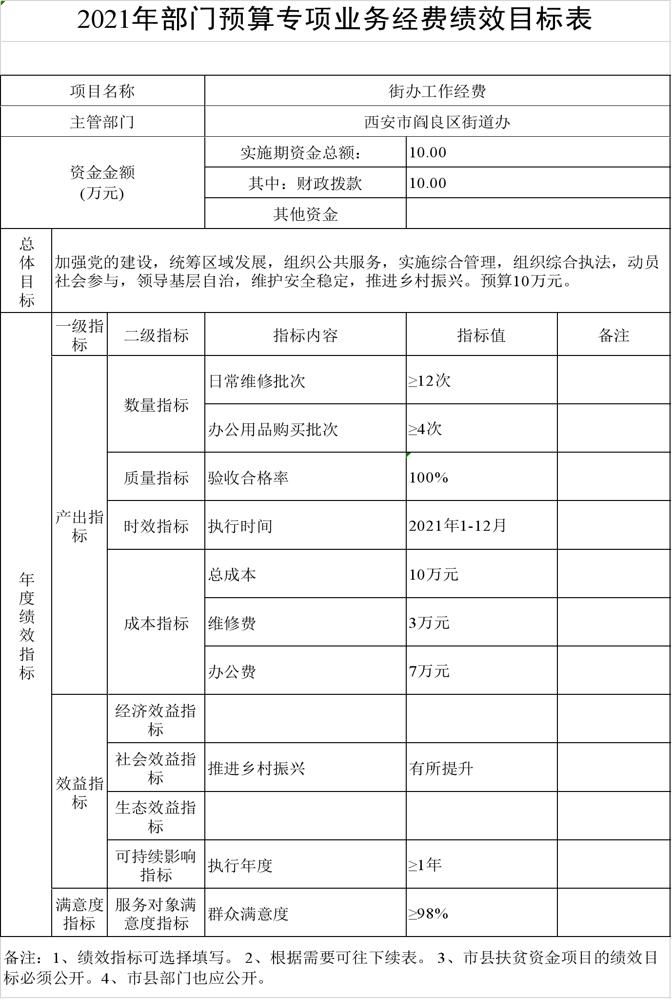 2021年部门预算专项业务经费绩效目标表
项目名称
街办工作经费
主管部门
西安市阎良区街道办
资金金额
(万元)
实施期资金总额：
10.00
其中：财政拨款
10.00
其他资金
总
体
目
标
加强党的建设，统筹区域发展，组织公共服务，实施综合管理，组织综合执法，动员
社会参与，领导基层自治，维护安全稳定，推进乡村振兴。预算10万元。
年
度
绩
效
指
标
一级指
标
二级指标
指标内容
指标值
备注
产出指
标
数量指标
日常维修批次
≥12次
办公用品购买批次
≥4次
质量指标
验收合格率
100%
时效指标
执行时间
2021年1-12月
成本指标
总成本
10万元
维修费
3万元
办公费
7万元
效益指
标
经济效益指
标
社会效益指
标
推进乡村振兴
有所提升
生态效益指
标
可持续影响
指标
执行年度
≥1年
满意度
指标
服务对象满
意度指标
群众满意度
≥98%
备注：1、绩效指标可选择填写。 2、根据需要可往下续表。 3、市县扶贫资金项目的绩效目
标必须公开。4、市县部门也应公开。